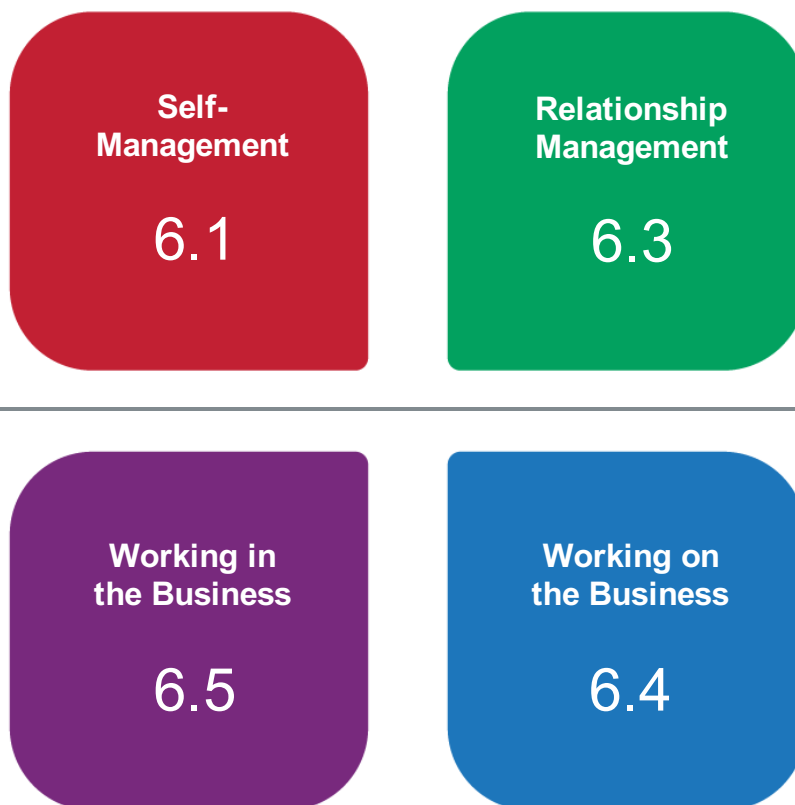 Self-
Management
6.1
Relationship
Management
6.3
Working in
the Business
6.5
Working on
the Business
6.4